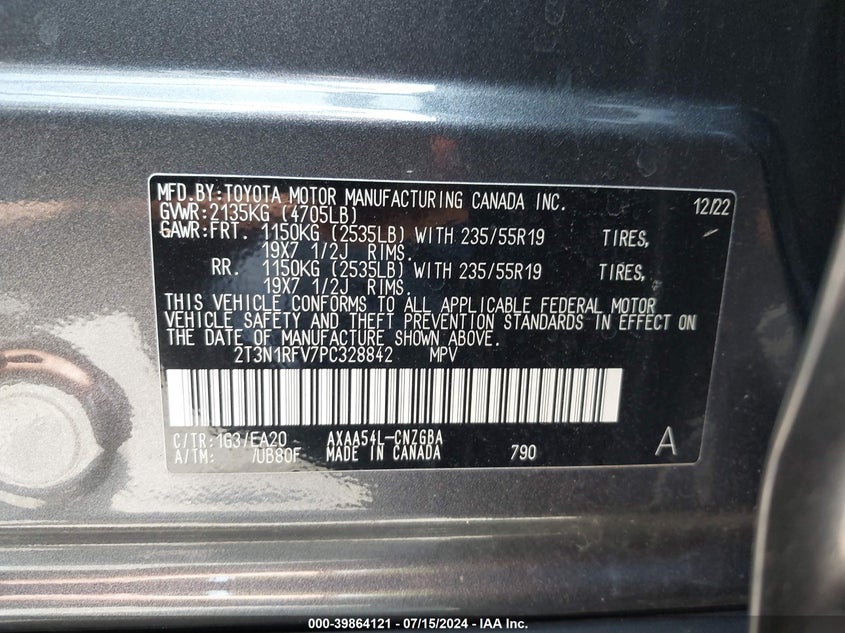 MFD.BY:TOYOTA MOTOR MANUFACTURING CANADA INC. 12/22
GVWR:2135KG (4705LB)
GAWR:FRT. 1150KG (2535LB) WITH 235/55R19 TIRES,
19X7 1/2J RIMS.
RR. 1150KG (2535LB) WITH 235/55R19 TIRES,
19X7 1/2J RIMS.
THIS VEHICLE CONFORMS TO ALL APPLICABLE FEDERAL MOTOR
VEHICLE SAFETY AND THEFT PREVENTION STANDARDS IN EFFECT ON
THE DATE OF MANUFACTURE SHOWN ABOVE.
2T3N1RFV7PC328842 MPV
C/TR:1G3/EA20 AXAA54L-CNZGBA
A/TM: /UB80F MADE IN CANADA 790 A
000-39864121 - 07/15/2024 - IAA Inc.